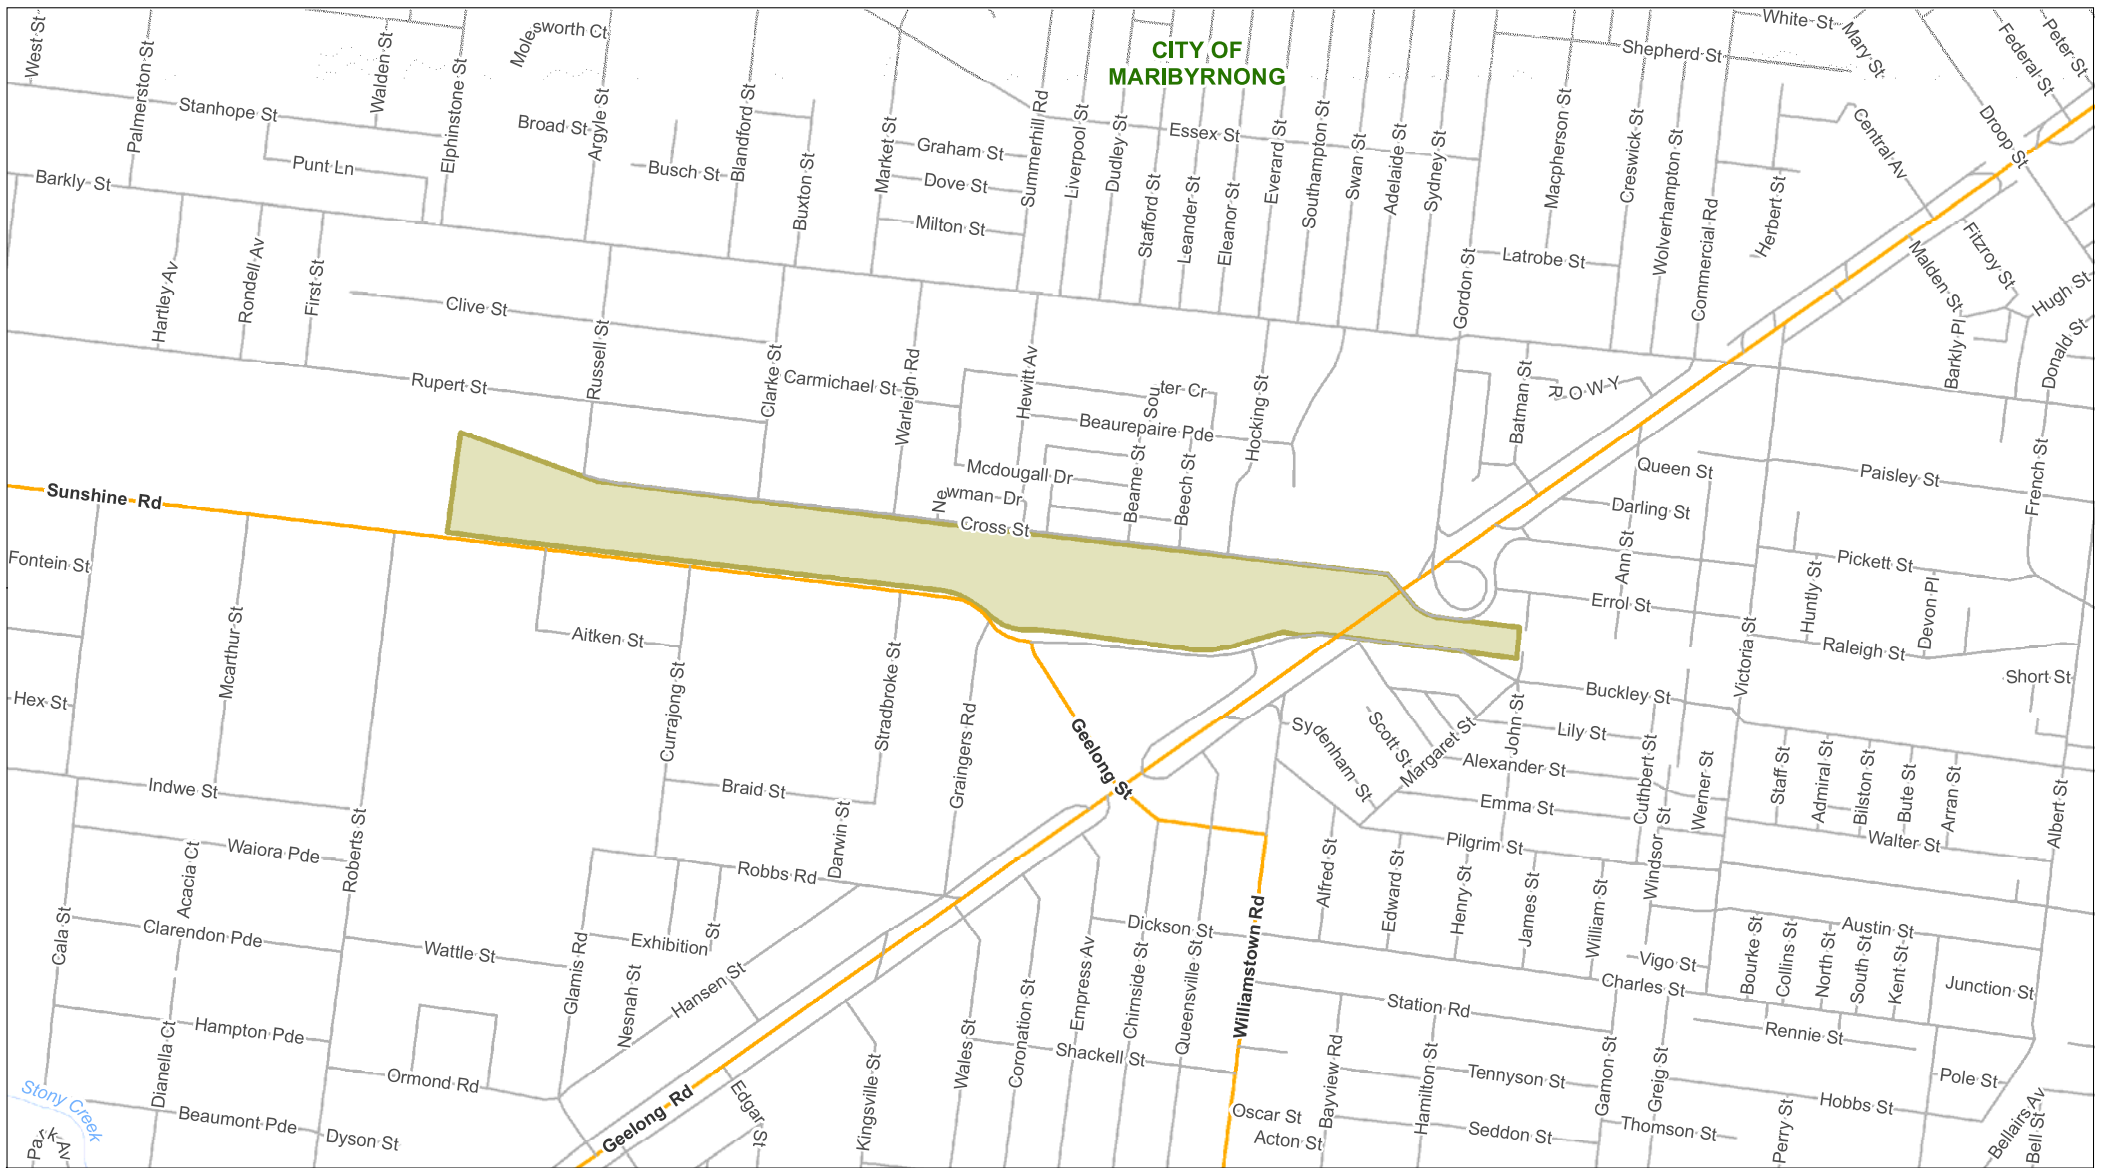 CITY OF
MARIBYRNONG
West St
Palmerston St
Walden St
Elphinstone St
Molesworth Ct
Argyle St
Blandford St
Buxton St
Market St
Summerhill Rd
Liverpool St
Dudley St
Stafford St
Leander St
Eleanor St
Everard St
Southampton St
Swan St
Adelaide St
Sydney St
Gordon St
Macpherson St
Creswick St
Wolverhampton St
Commercial Rd
Herbert St
White St
Shepherd St
Mary St
Central Av
Federal St
Peter St
Droop St
Stanhope St
Punt Ln
Broad St
Busch St
Graham St
Dove St
Milton St
Essex St
Latrobe St
Barkly St
Hartley Av
Rondell Av
First St
Clive St
Russell St
Clarke St
Carmichael St
Warleigh Rd
Hewitt Av
Souter Cr
Beaurepaire Pde
Hocking St
Batman St
ROWY
Malden St
Fitzroy St
Hugh St
Barkly Pl
Donald St
Rupert St
Mcdougall Dr
Newman Dr
Beame St
Beech St
Cross St
Queen St
Darling St
Paisley St
French St
Sunshine Rd
Fontein St
Mcarthur St
Hex St
Aitken St
Currajong St
Stradbroke St
Graingers Rd
Geelong St
Ann St
Errol St
Pickett St
Huntly St
Devon Pl
Victoria St
Raleigh St
Short St
Buckley St
Sydenham St
Scott St
Margaret St
John St
Lily St
Alexander St
Emma St
Pilgrim St
Cuthbert St
Werner St
Windsor St
Staff St
Admiral St
Bilston St
Bute St
Arran St
Walter St
Albert St
Indwe St
Waiora Pde
Roberts St
Acacia Ct
Cala St
Clarendon Pde
Wattle St
Braid St
Darwin St
Robbs Rd
Exhibition St
Glamis Rd
Nesnah St
Hansen St
Alfred St
Edward St
Henry St
James St
William St
Dickson St
Williamstown Rd
Empress Av
Chirnside St
Queensville St
Coronation St
Wales St
Shackell St
Kingsville St
Edgar St
Geelong Rd
Vigo St
Charles St
Bourke St
Collins St
North St
South St
Kent St
Austin St
Junction St
Station Rd
Rennie St
Hampton Pde
Dianella Ct
Ormond Rd
Beaumont Pde
Dyson St
Stony Creek
Park Av
Oscar St
Acton St
Bayview Rd
Hamilton St
Tennyson St
Seddon St
Gamon St
Greig St
Thomson St
Perry St
Hobbs St
Pole St
Bellairs Av
Bell St